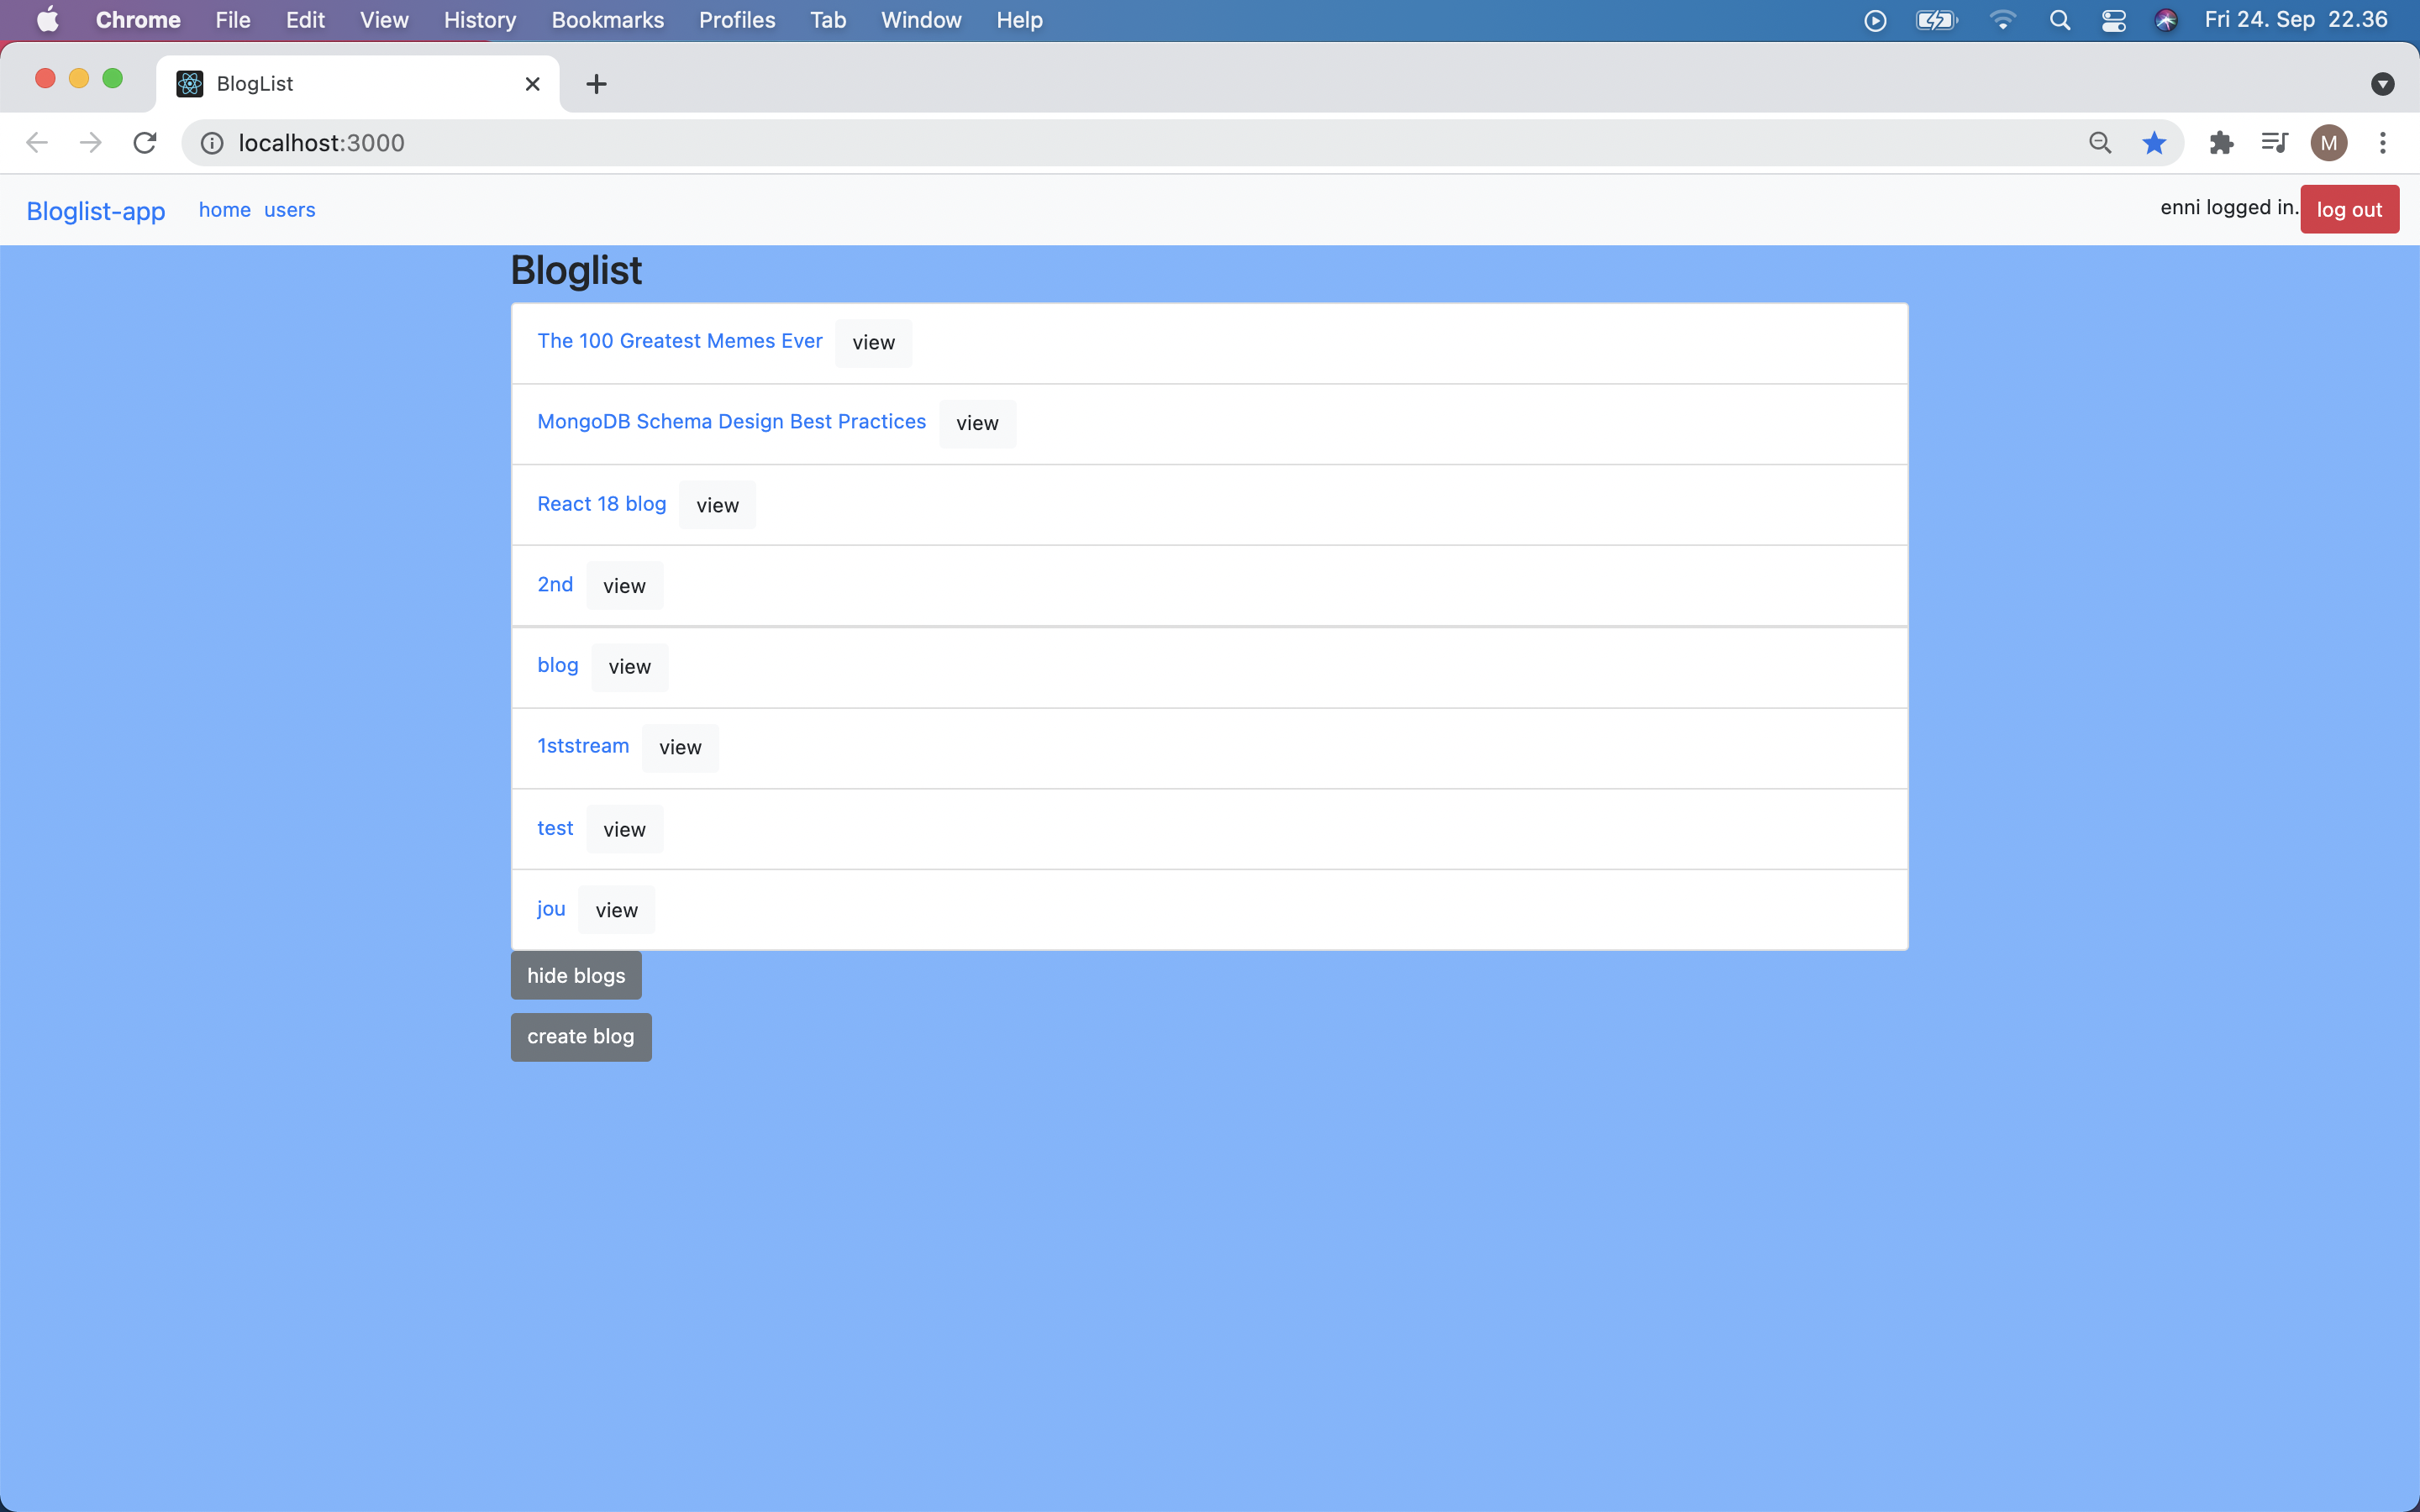 Chrome File Edit View History Bookmarks Profiles Tab Window Help Fri 24. Sep 22.36
BlogList
localhost:3000 M
Bloglist-app home users enni logged in. log out
Bloglist
The 100 Greatest Memes Ever view
MongoDB Schema Design Best Practices view
React 18 blog view
2nd view
blog view
1ststream view
test view
jou view
hide blogs
create blog